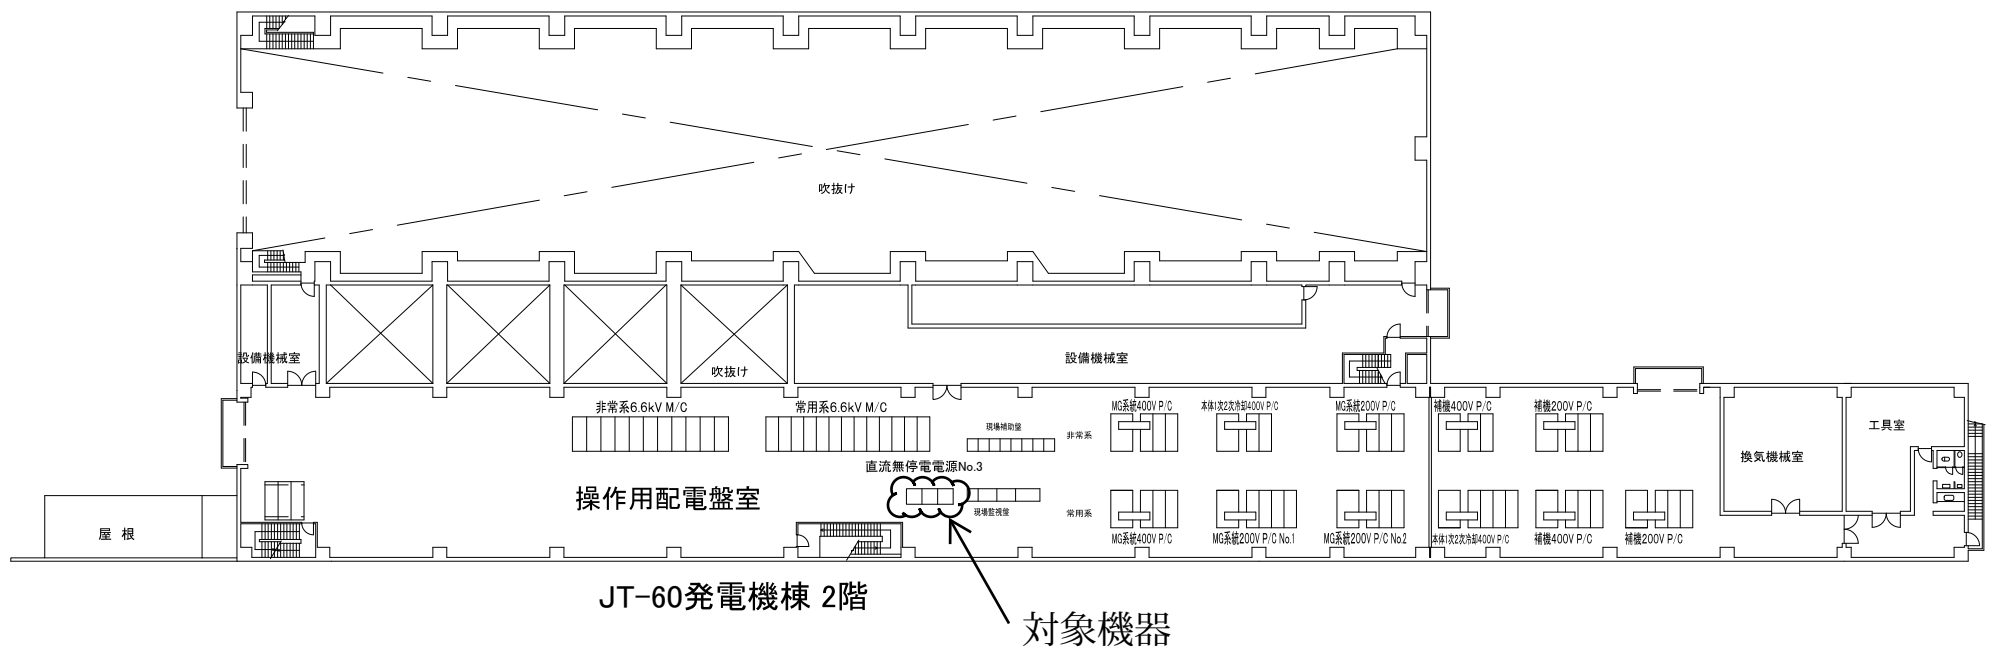 吹抜け
設備機械室
吹抜け
設備機械室
非常系6.6kV M/C
常用系6.6kV M/C
現場補助盤
非常系
MG系統400V P/C
本体1次2次冷却400V P/C
MG系統200V P/C
補機400V P/C
補機200V P/C
工具室
換気機械室
直流無停電電源No.3
操作用配電盤室
現場監視盤
常用系
屋 根
MG系統400V P/C
MG系統200V P/C No.1
MG系統200V P/C No.2
本体1次2次冷却400V P/C
補機400V P/C
補機200V P/C
JT-60発電機棟 2階
対象機器